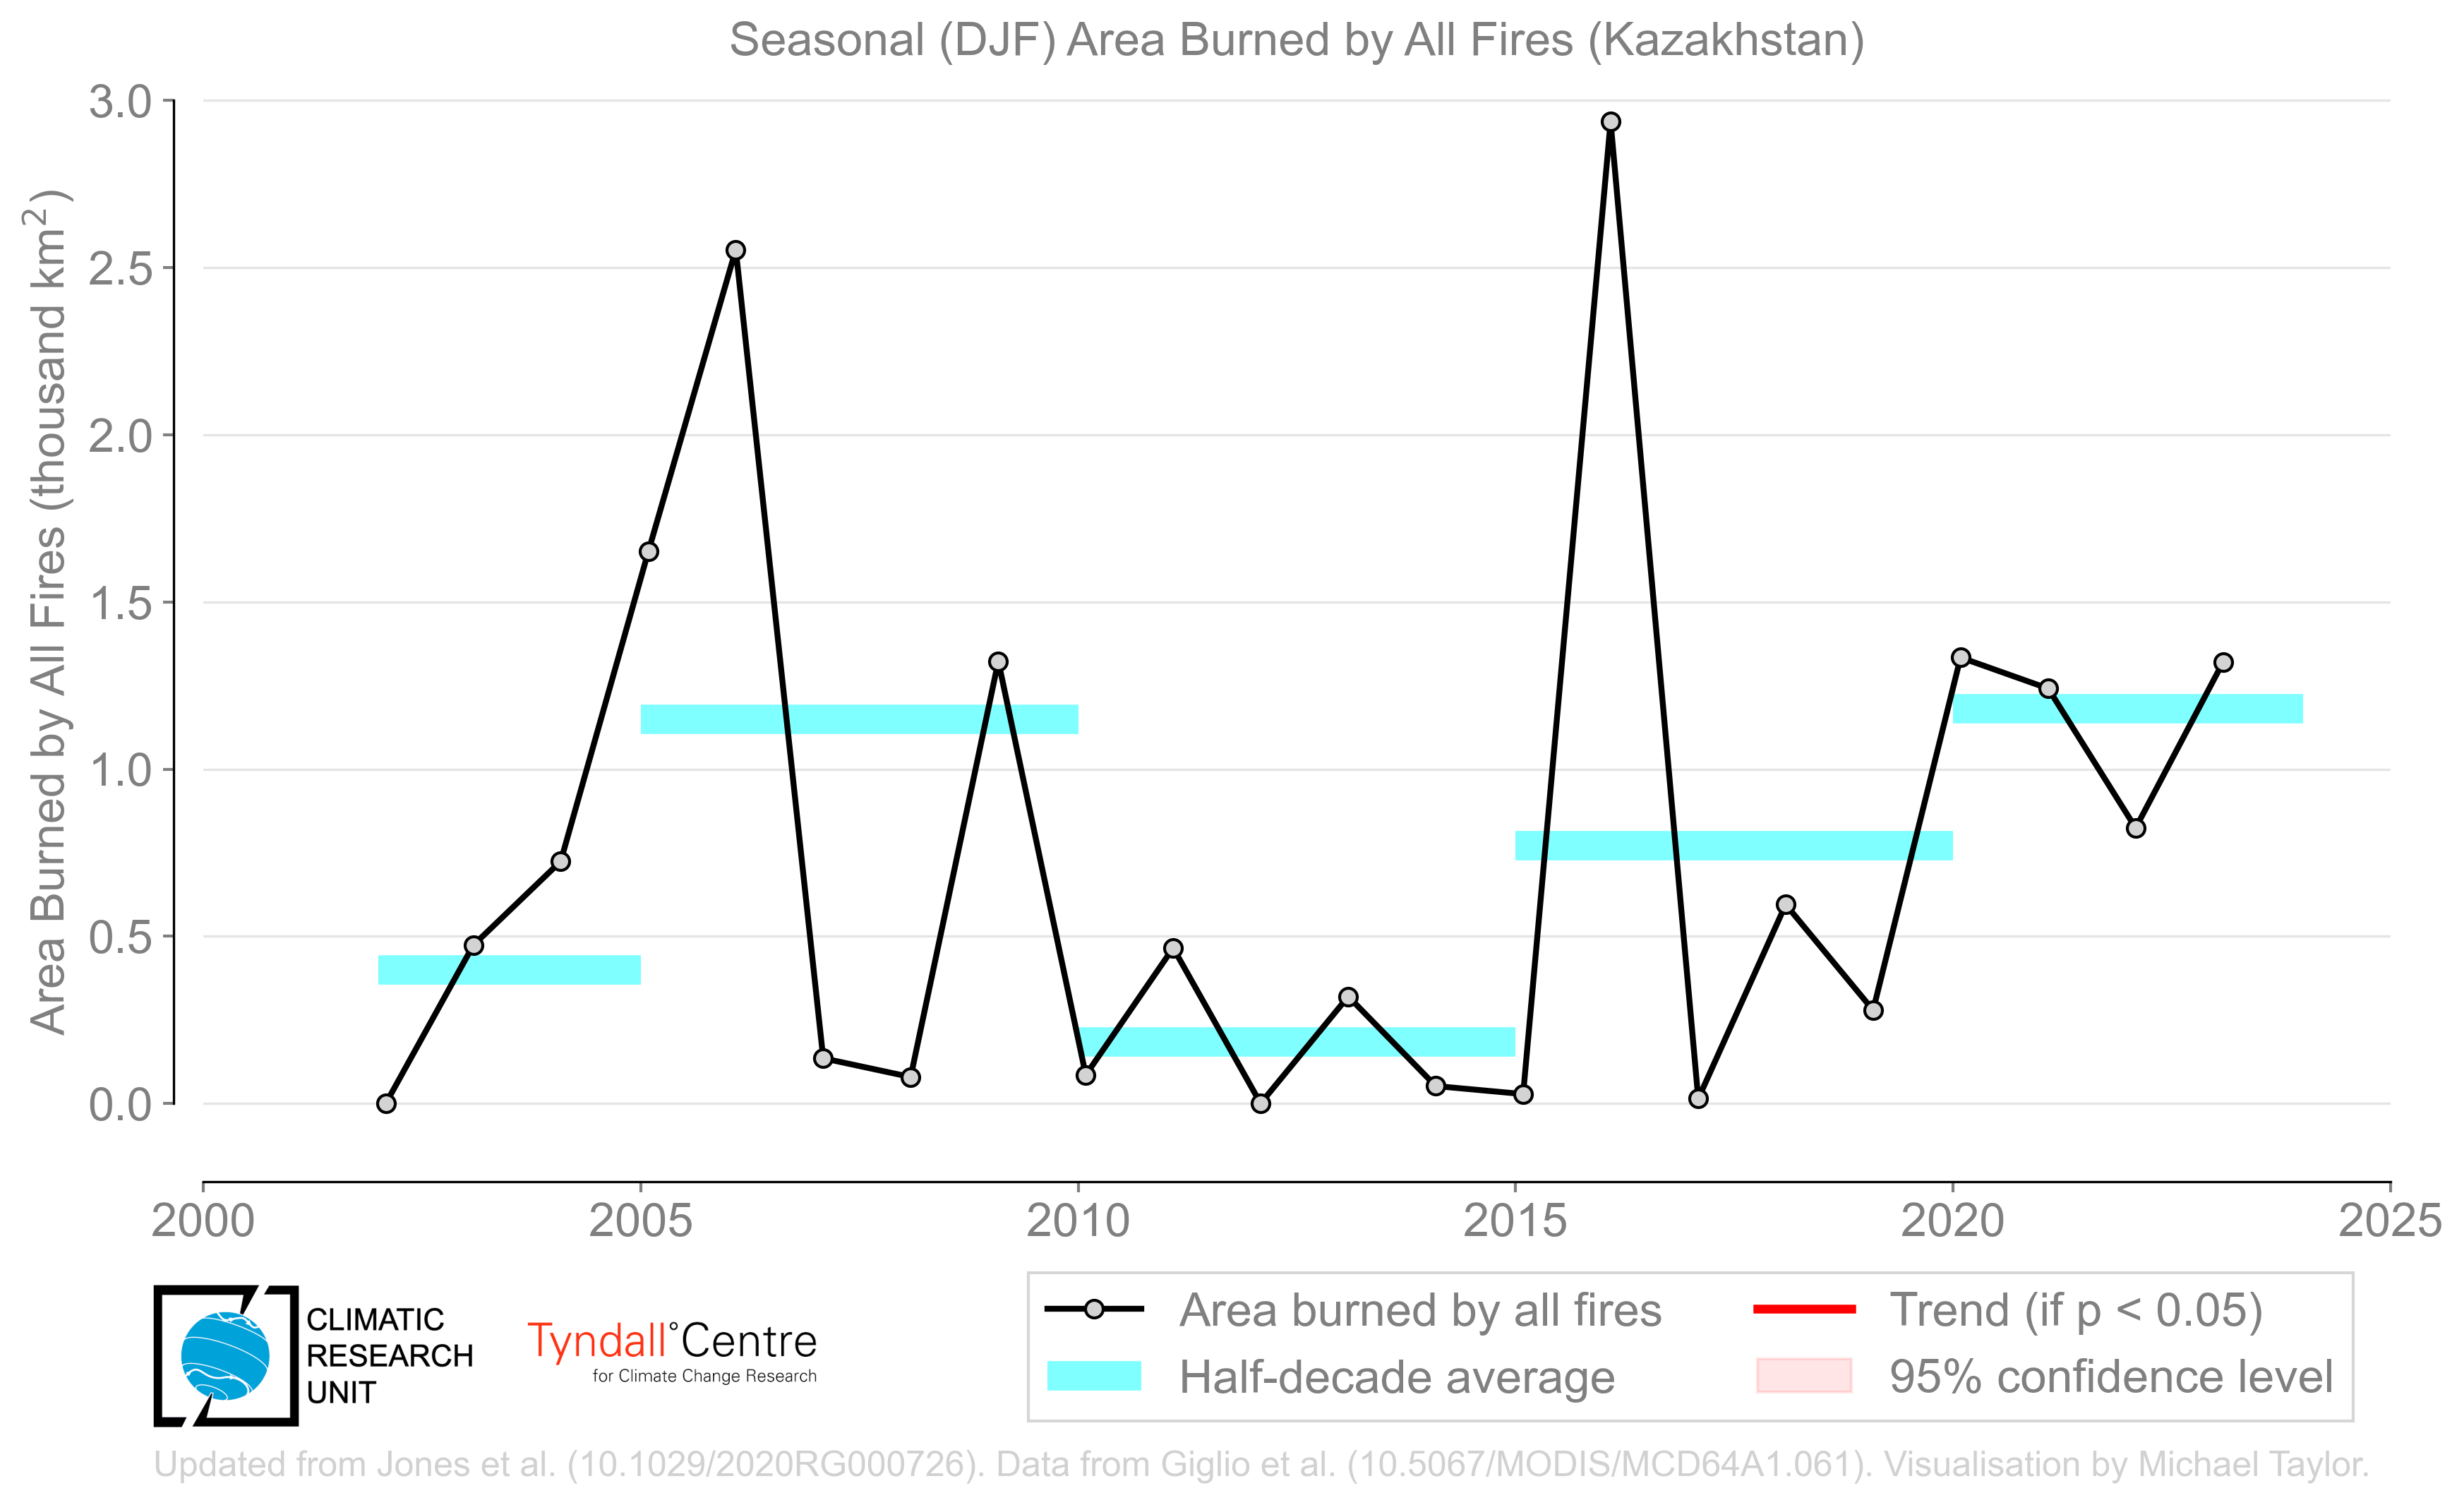 Seasonal (DJF) Area Burned by All Fires (Kazakhstan)
Area Burned by All Fires (thousand km²)
3.0
2.5
2.0
1.5
1.0
0.5
0.0
2000 2005 2010 2015 2020 2025
CLIMATIC
RESEARCH
UNIT
Tyndall°Centre
for Climate Change Research
Area burned by all fires
Half-decade average
Trend (if p < 0.05)
95% confidence level
Updated from Jones et al. (10.1029/2020RG000726). Data from Giglio et al. (10.5067/MODIS/MCD64A1.061). Visualisation by Michael Taylor.